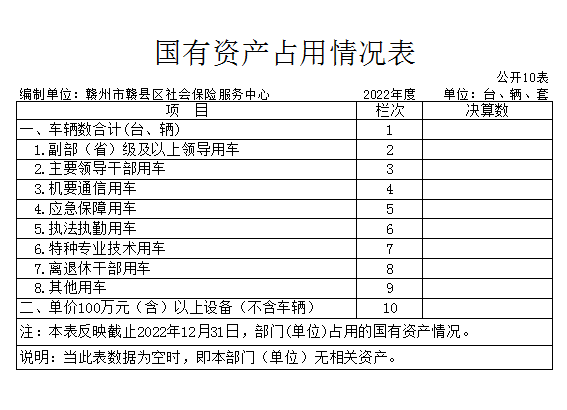 国有资产占用情况表
公开10表
编制单位：赣州市赣县区社会保险服务中心 2022年度 单位：台、辆、套
项 目 栏次 决算数
一、车辆数合计(台、辆) 1
1.副部（省）级及以上领导用车 2
2.主要领导干部用车 3
3.机要通信用车 4
4.应急保障用车 5
5.执法执勤用车 6
6.特种专业技术用车 7
7.离退休干部用车 8
8.其他用车 9
二、单价100万元（含）以上设备（不含车辆） 10
注：本表反映截止2022年12月31日，部门(单位)占用的国有资产情况。
说明：当此表数据为空时，即本部门（单位）无相关资产。